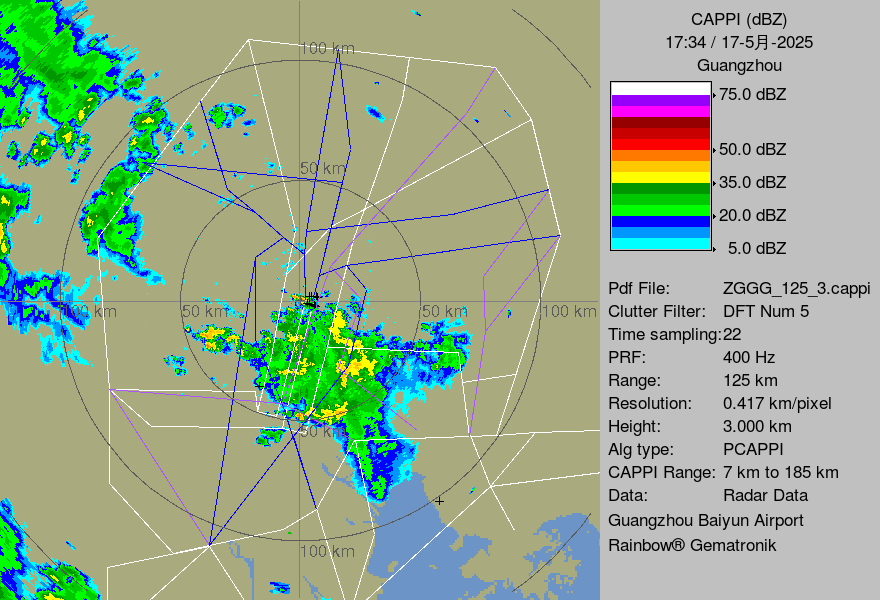 CAPPI (dBZ)
17:34 / 17-5月-2025
Guangzhou
75.0 dBZ
50.0 dBZ
35.0 dBZ
20.0 dBZ
5.0 dBZ
100 km
50 km
100 km
50 km
50 km
100 km
50 km
100 km
Pdf File: ZGGG_125_3.cappi
Clutter Filter: DFT Num 5
Time sampling:22
PRF: 400 Hz
Range: 125 km
Resolution: 0.417 km/pixel
Height: 3.000 km
Alg type: PCAPPI
CAPPI Range: 7 km to 185 km
Data: Radar Data
Guangzhou Baiyun Airport
Rainbow® Gematronik